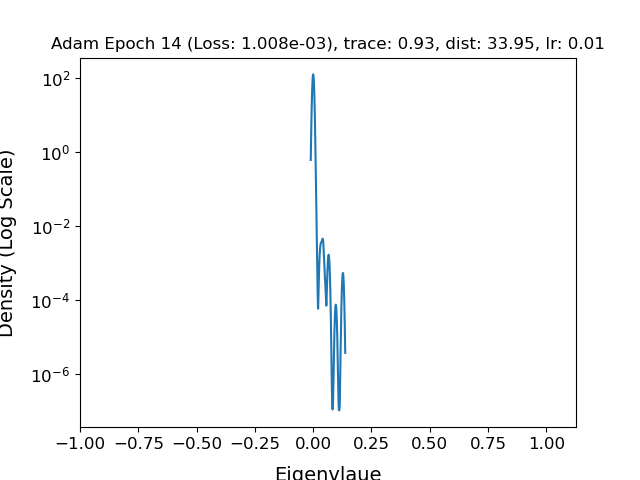 Adam Epoch 14 (Loss: 1.008e-03), trace: 0.93, dist: 33.95, lr: 0.01
Density (Log Scale)
10²
10⁰
10⁻²
10⁻⁴
10⁻⁶
−1.00 −0.75 −0.50 −0.25 0.00 0.25 0.50 0.75 1.00
Eigenvlaue